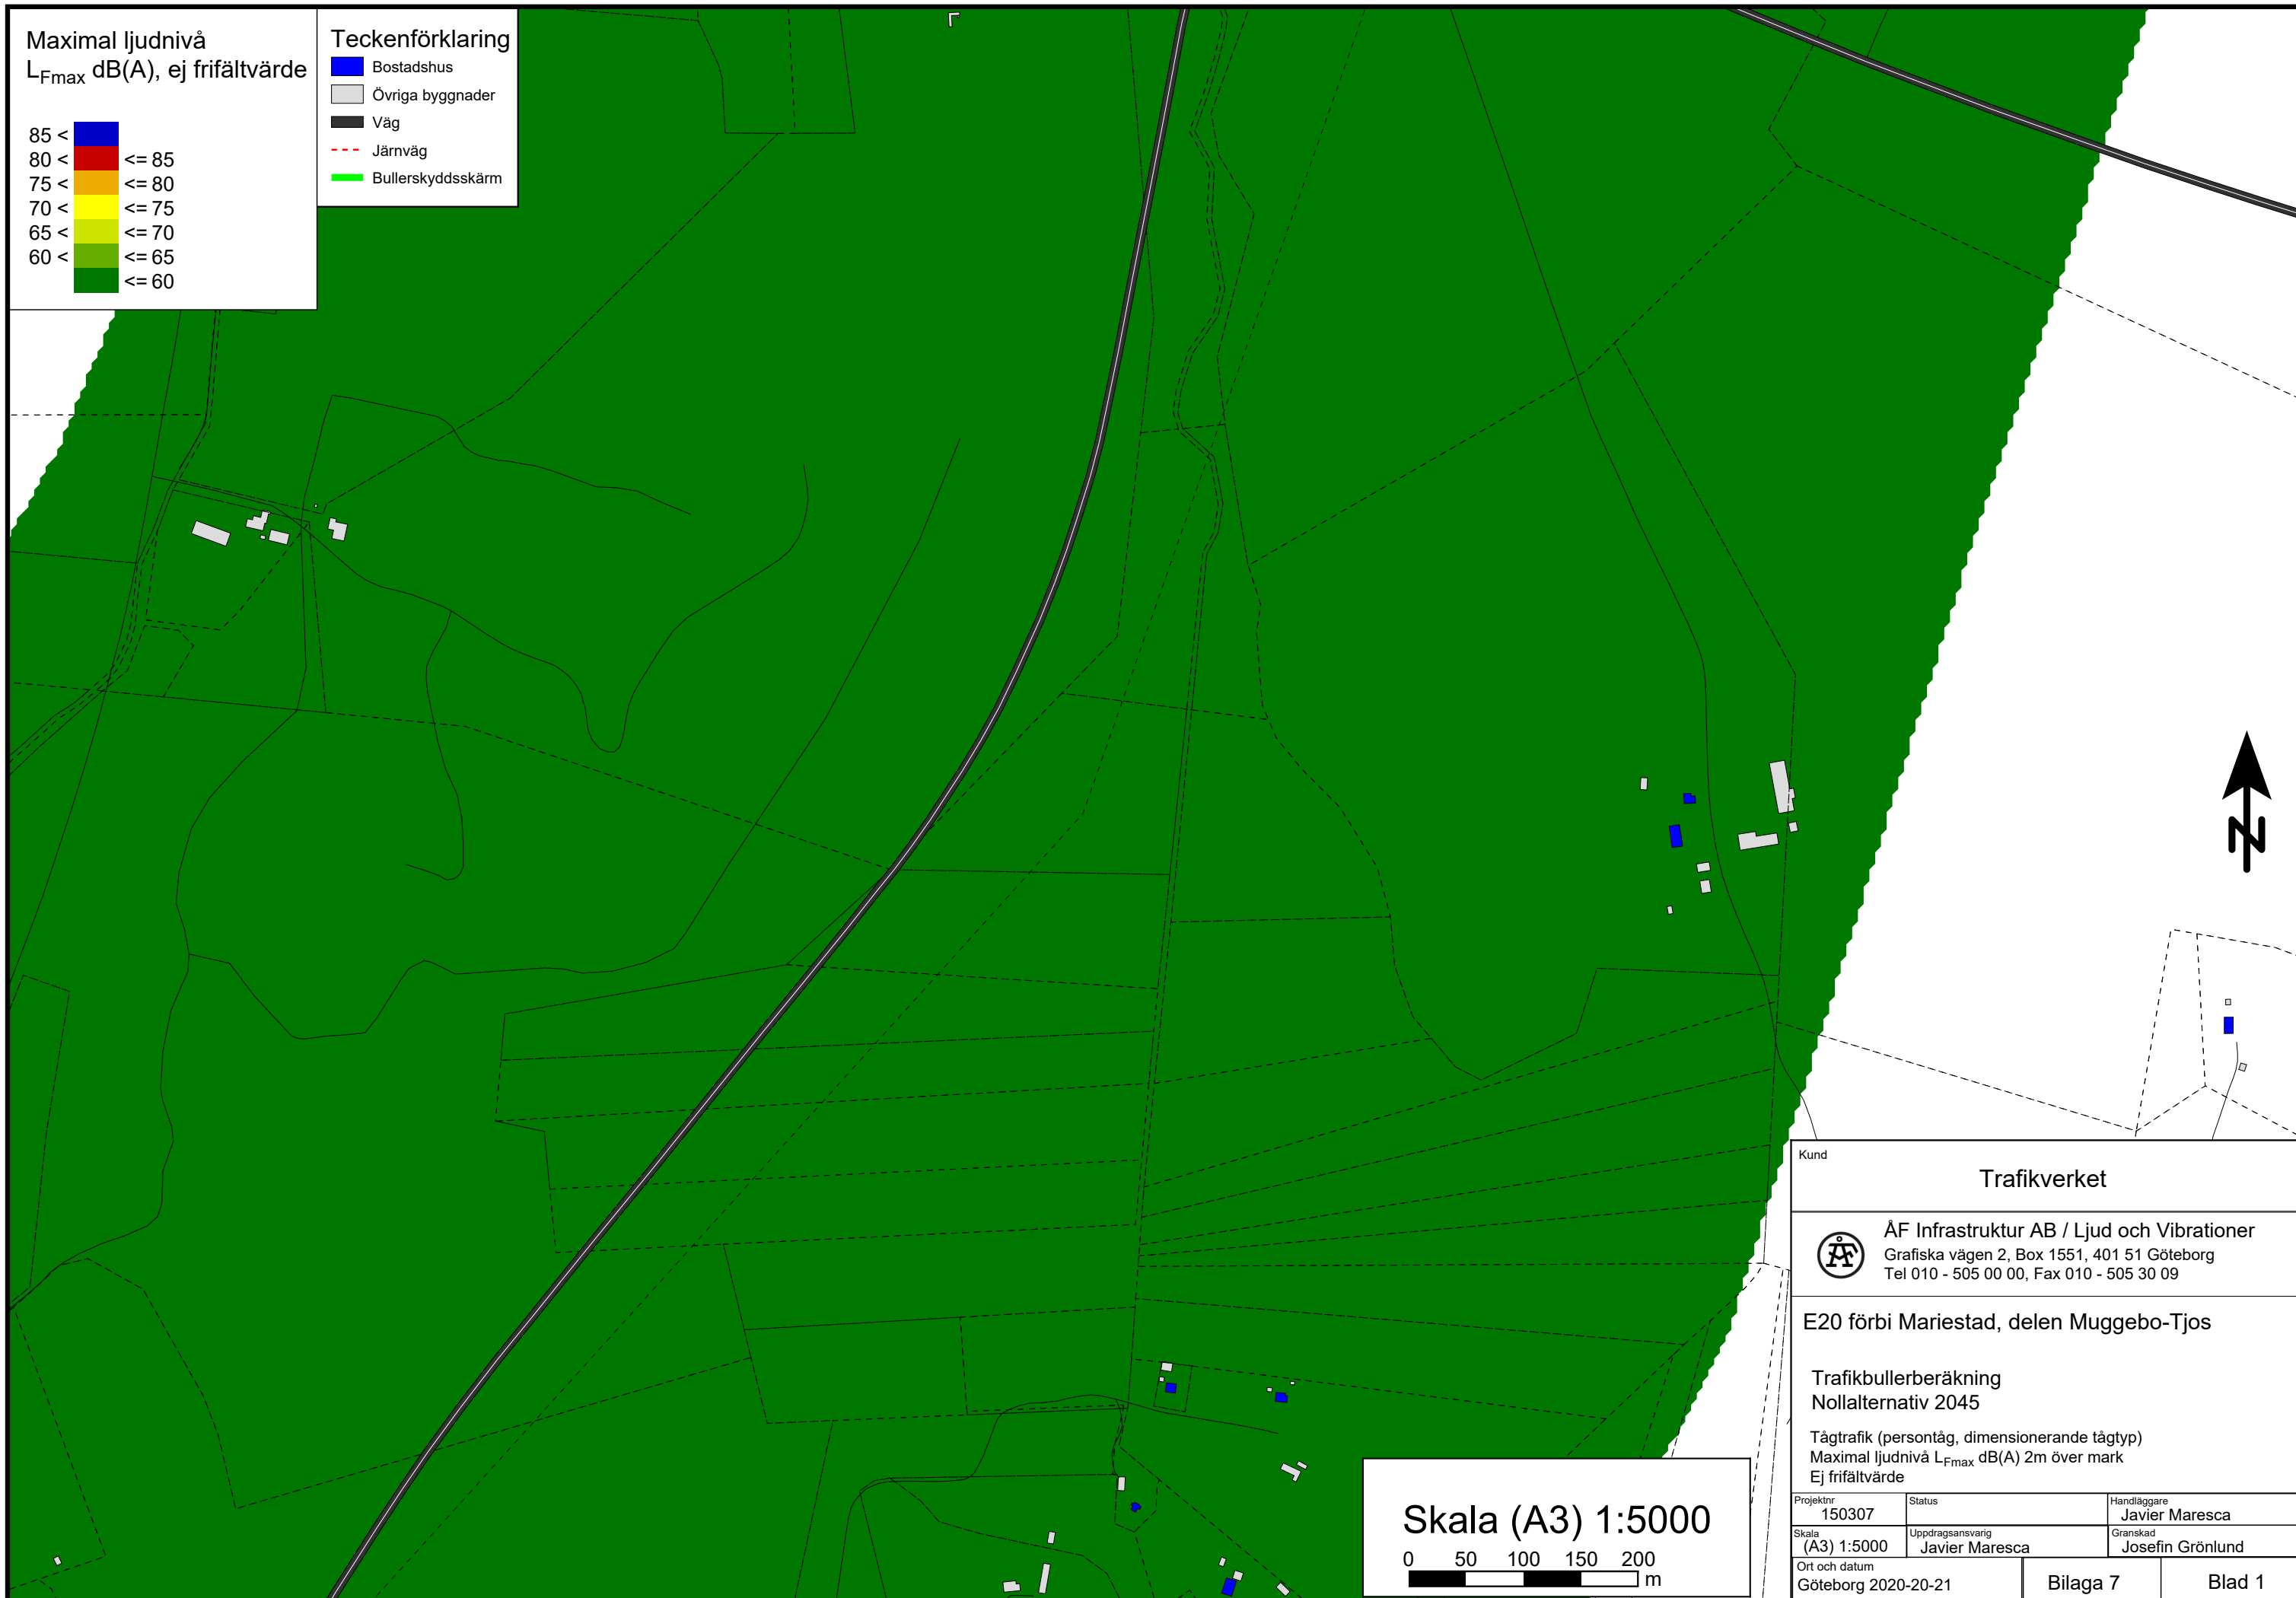 Maximal ljudnivå
LFmax dB(A), ej frifältvärde
85 <
80 < <= 85
75 < <= 80
70 < <= 75
65 < <= 70
60 < <= 65
<= 60
Teckenförklaring
Bostadshus
Övriga byggnader
Väg
Järnväg
Bullerskyddsskärm
N
Skala (A3) 1:5000
0 50 100 150 200
m
Kund
Trafikverket
ÅF
ÅF Infrastruktur AB / Ljud och Vibrationer
Grafiska vägen 2, Box 1551, 401 51 Göteborg
Tel 010 - 505 00 00, Fax 010 - 505 30 09
E20 förbi Mariestad, delen Muggebo-Tjos
Trafikbullerberäkning
Nollalternativ 2045
Tågtrafik (persontåg, dimensionerande tågtyp)
Maximal ljudnivå LFmax dB(A) 2m över mark
Ej frifältvärde
Projektnr Status Handläggare
150307 Javier Maresca
Skala Uppdragsansvarig Granskad
(A3) 1:5000 Javier Maresca Josefin Grönlund
Ort och datum
Göteborg 2020-20-21 Bilaga 7 Blad 1